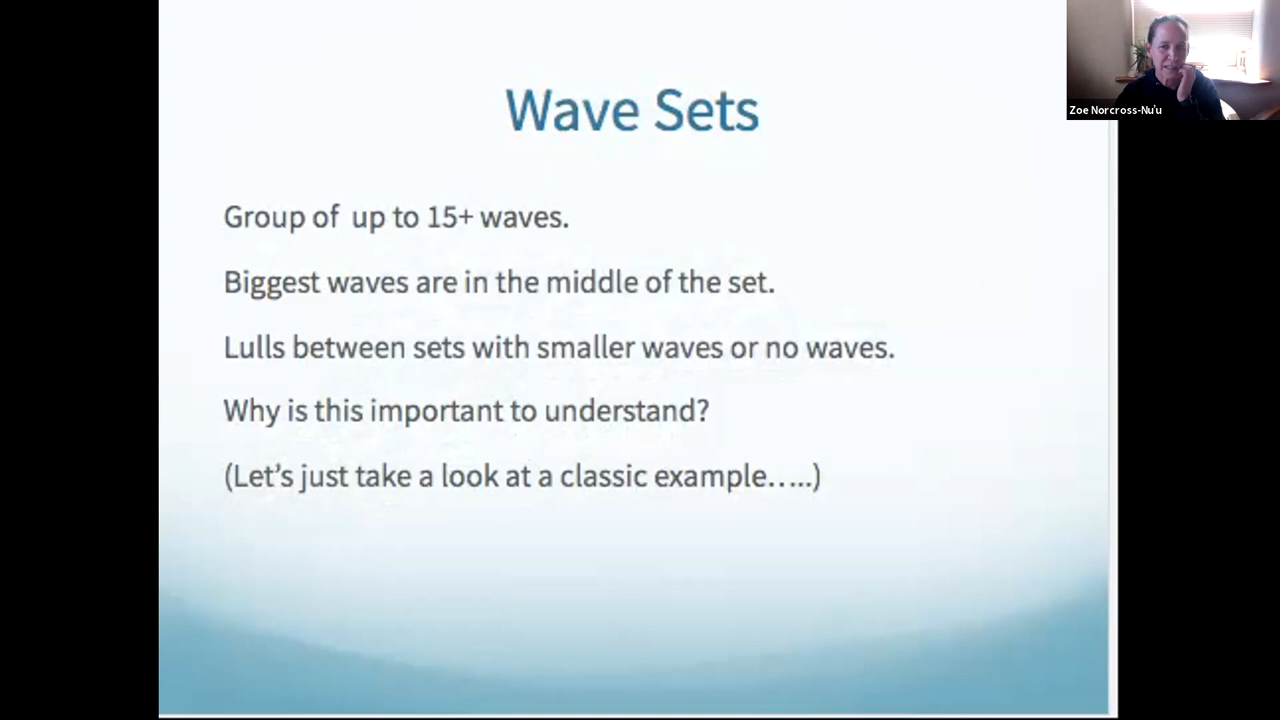 Wave Sets
Group of  up to 15+ waves.
Biggest waves are in the middle of the set.
Lulls between sets with smaller waves or no waves.
Why is this important to understand?
(Let’s just take a look at a classic example…..)
Zoe Norcross-Nu'u